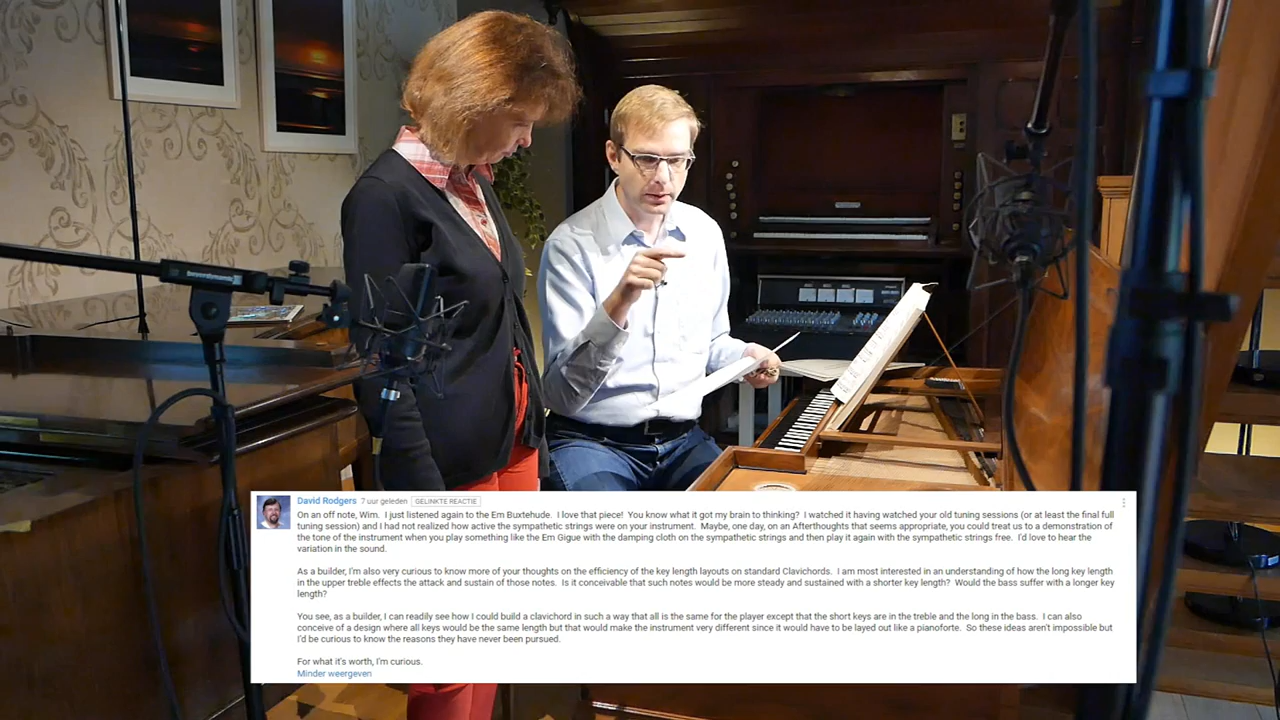 beyerdynamic
David Rodgers 7 uur geleden GELINKTE REACTIE
On an off note, Wim. I just listened again to the Em Buxtehude. I love that piece! You know what it got my brain to thinking? I watched it having watched your old tuning sessions (or at least the final full
tuning session) and I had not realized how active the sympathetic strings were on your instrument. Maybe, one day, on an Afterthoughts that seems appropriate, you could treat us to a demonstration of
the tone of the instrument when you play something like the Em Gigue with the damping cloth on the sympathetic strings and then play it again with the sympathetic strings free. I'd love to hear the
variation in the sound.
As a builder, I'm also very curious to know more of your thoughts on the efficiency of the key length layouts on standard Clavichords. I am most interested in an understanding of how the long key length
in the upper treble effects the attack and sustain of those notes. Is it conceivable that such notes would be more steady and sustained with a shorter key length? Would the bass suffer with a longer key
length?
You see, as a builder, I can readily see how I could build a clavichord in such a way that all is the same for the player except that the short keys are in the treble and the long in the bass. I can also
conceive of a design where all keys would be the same length but that would make the instrument very different since it would have to be layed out like a pianoforte. So these ideas aren't impossible but
I'd be curious to know the reasons they have never been pursued.
For what it's worth, I'm curious.
Minder weergeven